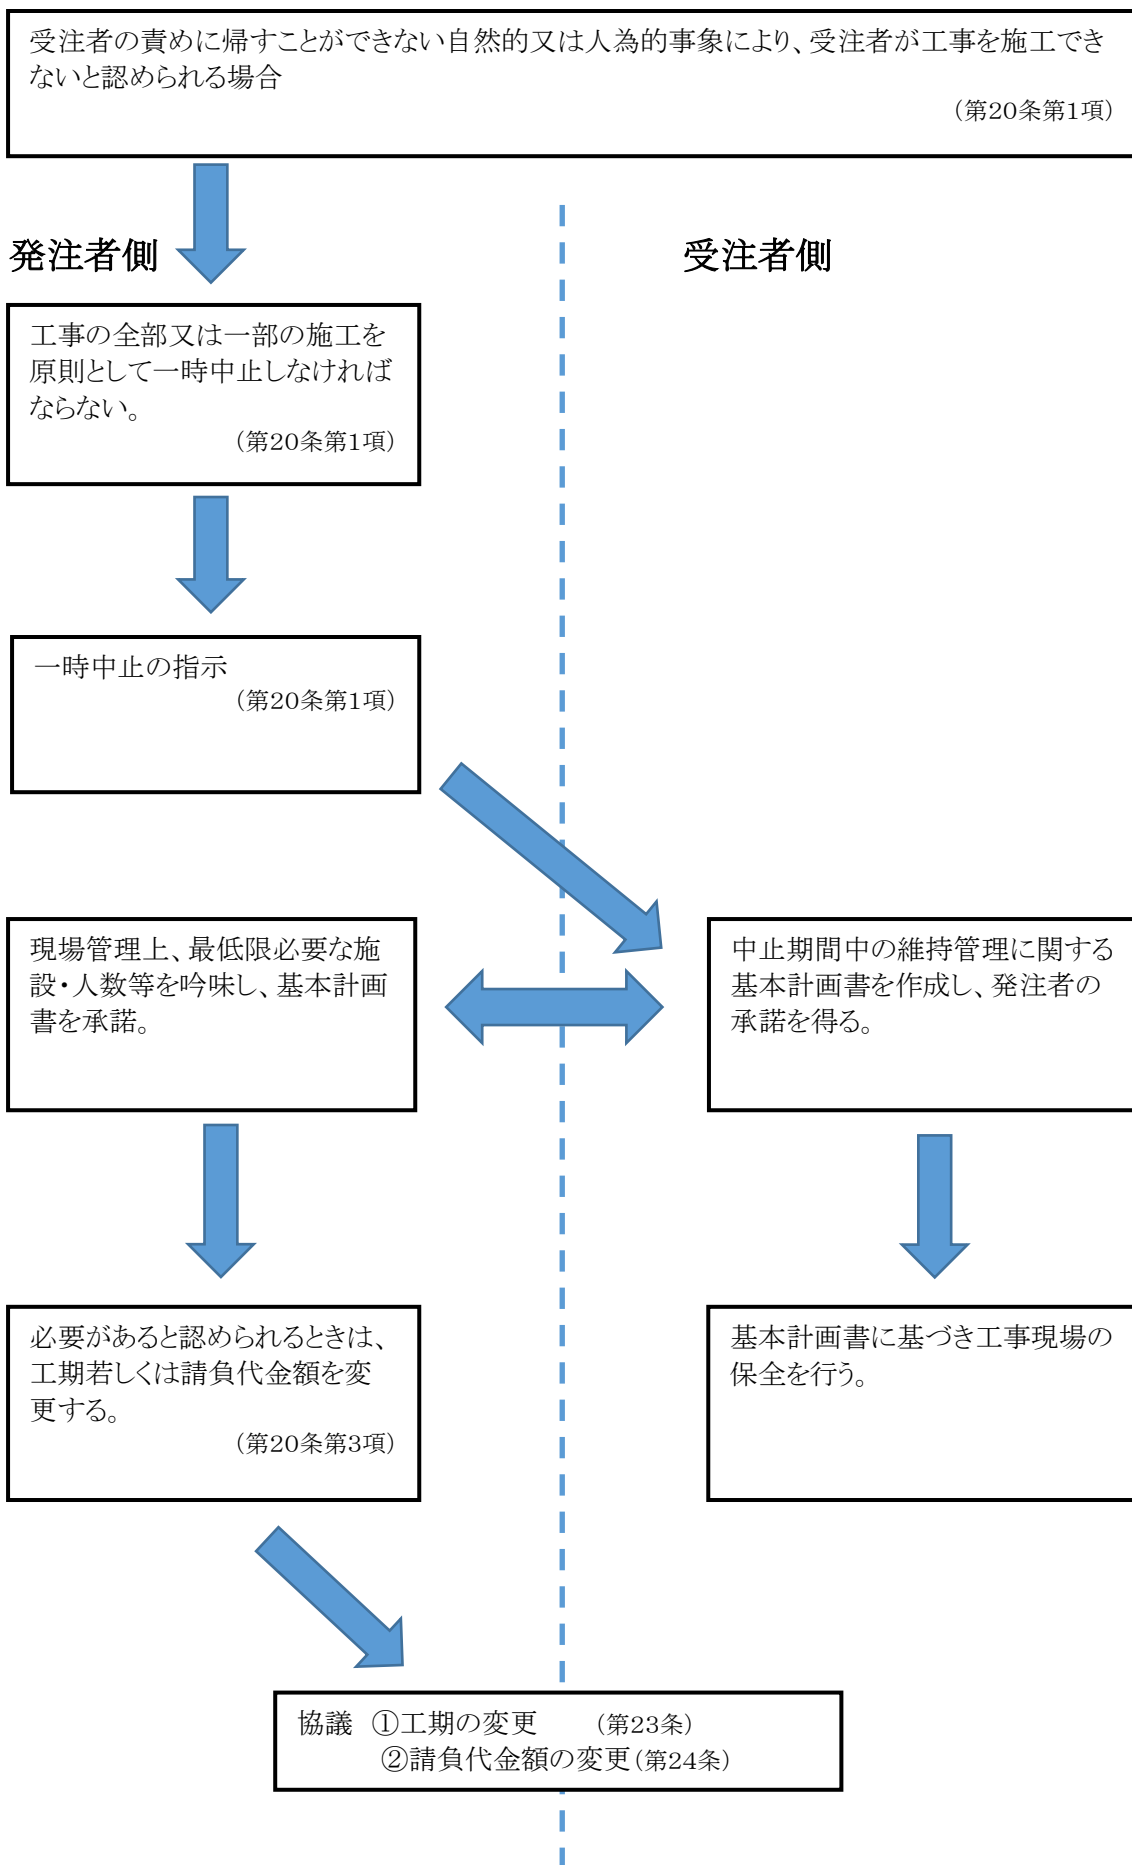 受注者の責めに帰すことができない自然的又は人為的事象により、受注者が工事を施工でき
ないと認められる場合
（第20条第1項）
発注者側
受注者側
工事の全部又は一部の施工を
原則として一時中止しなければ
ならない。
（第20条第1項）
一時中止の指示
（第20条第1項）
現場管理上、最低限必要な施
設・人数等を吟味し、基本計画
書を承諾。
中止期間中の維持管理に関する
基本計画書を作成し、発注者の
承諾を得る。
必要があると認められるときは、
工期若しくは請負代金額を変
更する。
（第20条第3項）
基本計画書に基づき工事現場の
保全を行う。
協議 ①工期の変更 （第23条）
②請負代金額の変更（第24条）